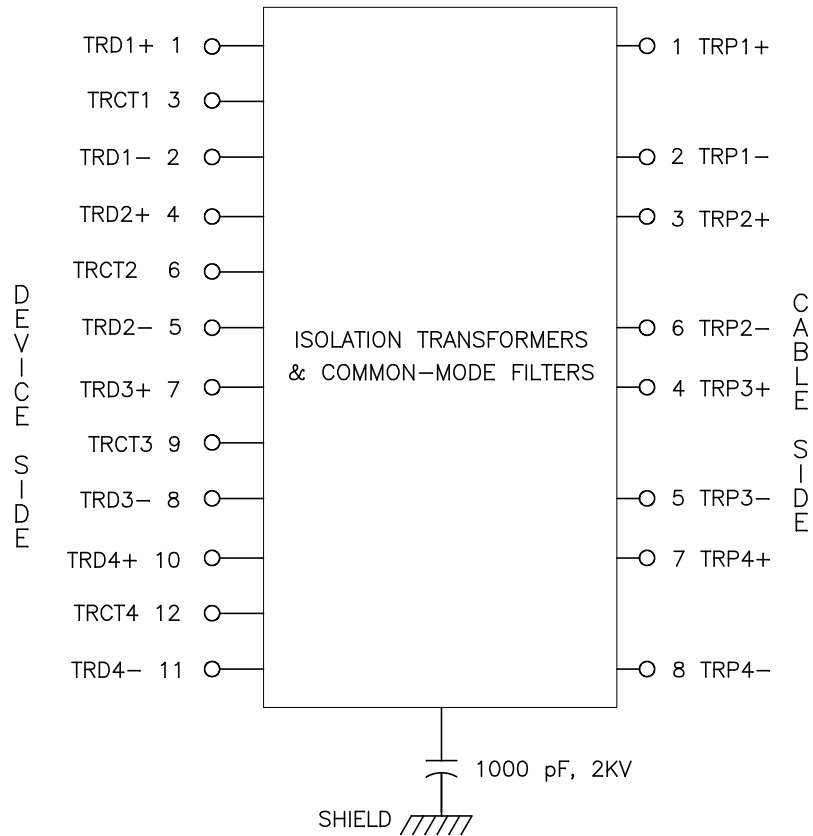 TRD1+ 1
1 TRP1+
TRCT1 3
TRD1− 2
2 TRP1−
TRD2+ 4
3 TRP2+
TRCT2 6
TRD2− 5
6 TRP2−
DEVICE SIDE
ISOLATION TRANSFORMERS
& COMMON−MODE FILTERS
CABLE SIDE
TRD3+ 7
4 TRP3+
TRCT3 9
TRD3− 8
5 TRP3−
TRD4+ 10
7 TRP4+
TRCT4 12
TRD4− 11
8 TRP4−
1000 pF, 2KV
SHIELD